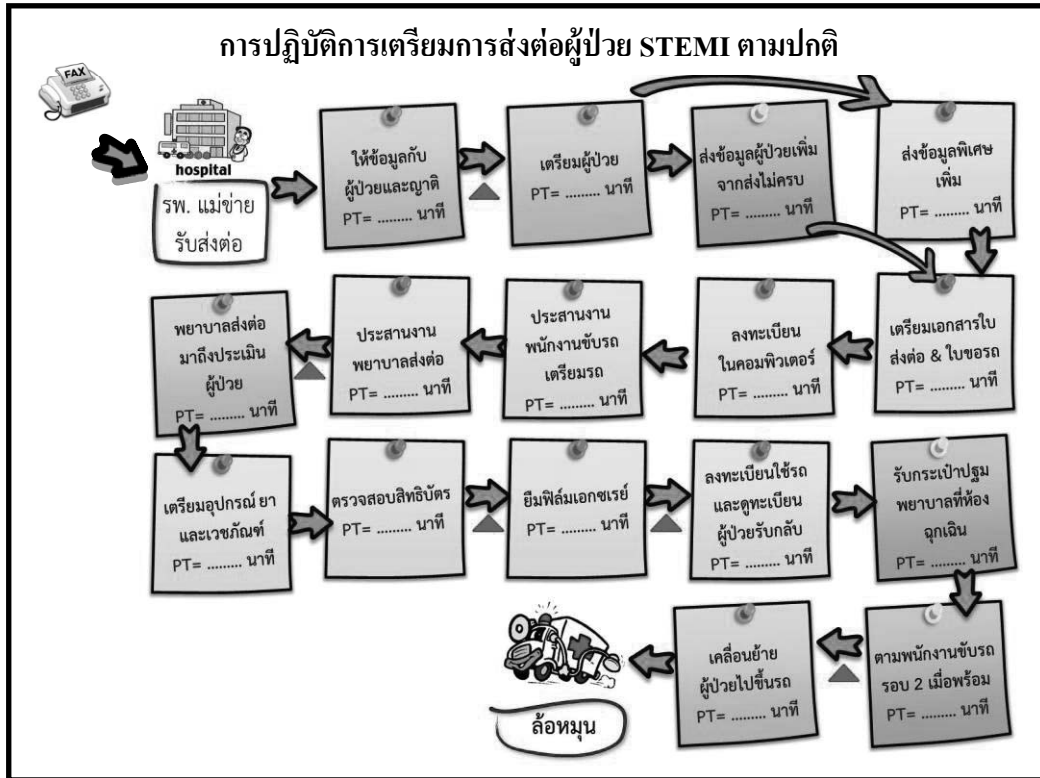 การปฏิบัติการเตรียมการส่งต่อผู้ป่วย STEMI ตามปกติ
FAX
hospital
รพ. แม่ข่าย
รับส่งต่อ
ให้ข้อมูลกับ
ผู้ป่วยและญาติ
PT= ......... นาที
เตรียมผู้ป่วย
PT= ......... นาที
ส่งข้อมูลผู้ป่วยเพิ่ม
จากส่งไม่ครบ
PT= ......... นาที
ส่งข้อมูลพิเศษ
เพิ่ม
PT= ......... นาที
เตรียมเอกสารใบ
ส่งต่อ & ใบขอรถ
PT= ......... นาที
ลงทะเบียน
ในคอมพิวเตอร์
PT= ......... นาที
ประสานงาน
พนักงานขับรถ
เตรียมรถ
PT= ......... นาที
ประสานงาน
พยาบาลส่งต่อ
PT= ......... นาที
พยาบาลส่งต่อ
มาถึงประเมิน
ผู้ป่วย
PT= ......... นาที
เตรียมอุปกรณ์ ยา
และเวชภัณฑ์
PT= ......... นาที
ตรวจสอบสิทธิบัตร
PT= ......... นาที
ยืมฟิล์มเอกซเรย์
PT= ......... นาที
ลงทะเบียนใช้รถ
และดูทะเบียน
ผู้ป่วยรับกลับ
PT= ......... นาที
รับกระเป๋าปฐม
พยาบาลที่ห้อง
ฉุกเฉิน
PT= ......... นาที
ตามพนักงานขับรถ
รอบ 2 เมื่อพร้อม
PT= ......... นาที
เคลื่อนย้าย
ผู้ป่วยไปขึ้นรถ
PT= ......... นาที
ล้อหมุน